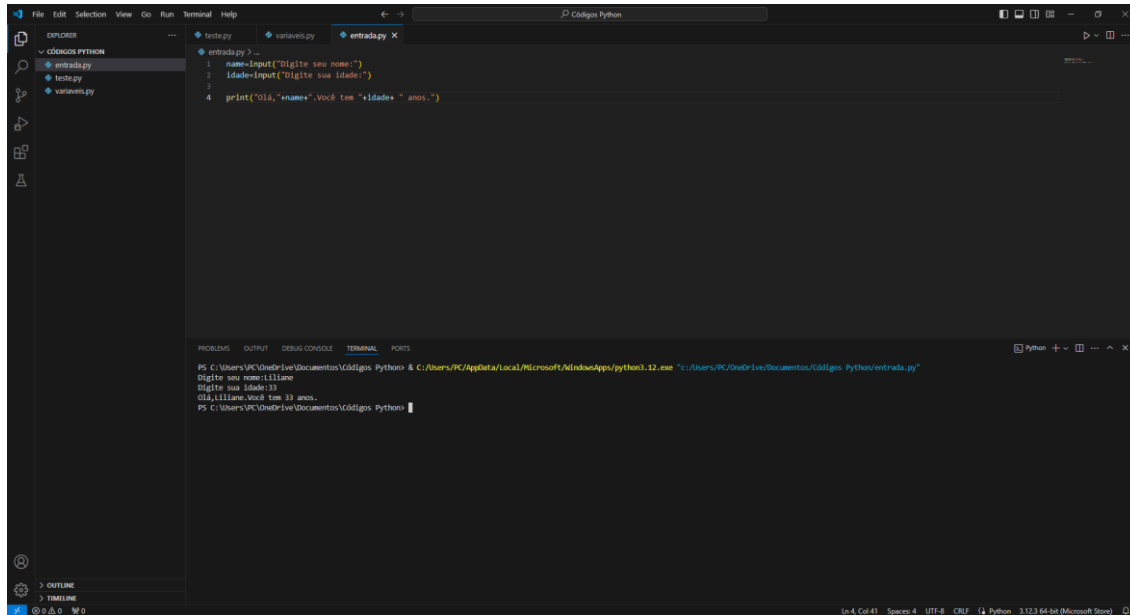 File Edit Selection View Go Run Terminal Help
Códigos Python
EXPLORER
CÓDIGOS PYTHON
entrada.py
teste.py
variaveis.py
OUTLINE
TIMELINE
teste.py variaveis.py entrada.py
entrada.py > ...
1 name=input("Digite seu nome:")
2 idade=input("Digite sua idade:")
3
4 print("Olá,"+name+".Você tem "+idade+ " anos.")
PROBLEMS OUTPUT DEBUG CONSOLE TERMINAL PORTS
Python
PS C:\Users\PC\OneDrive\Documentos\Códigos Python> & C:/Users/PC/AppData/Local/Microsoft/WindowsApps/python3.12.exe "c:/Users/PC/OneDrive/Documentos/Códigos Python/entrada.py"
Digite seu nome:Liliane
Digite sua idade:33
Olá,Liliane.Você tem 33 anos.
PS C:\Users\PC\OneDrive\Documentos\Códigos Python>
0 0 0 Ln 4, Col 41 Spaces: 4 UTF-8 CRLF Python 3.12.3 64-bit (Microsoft Store)